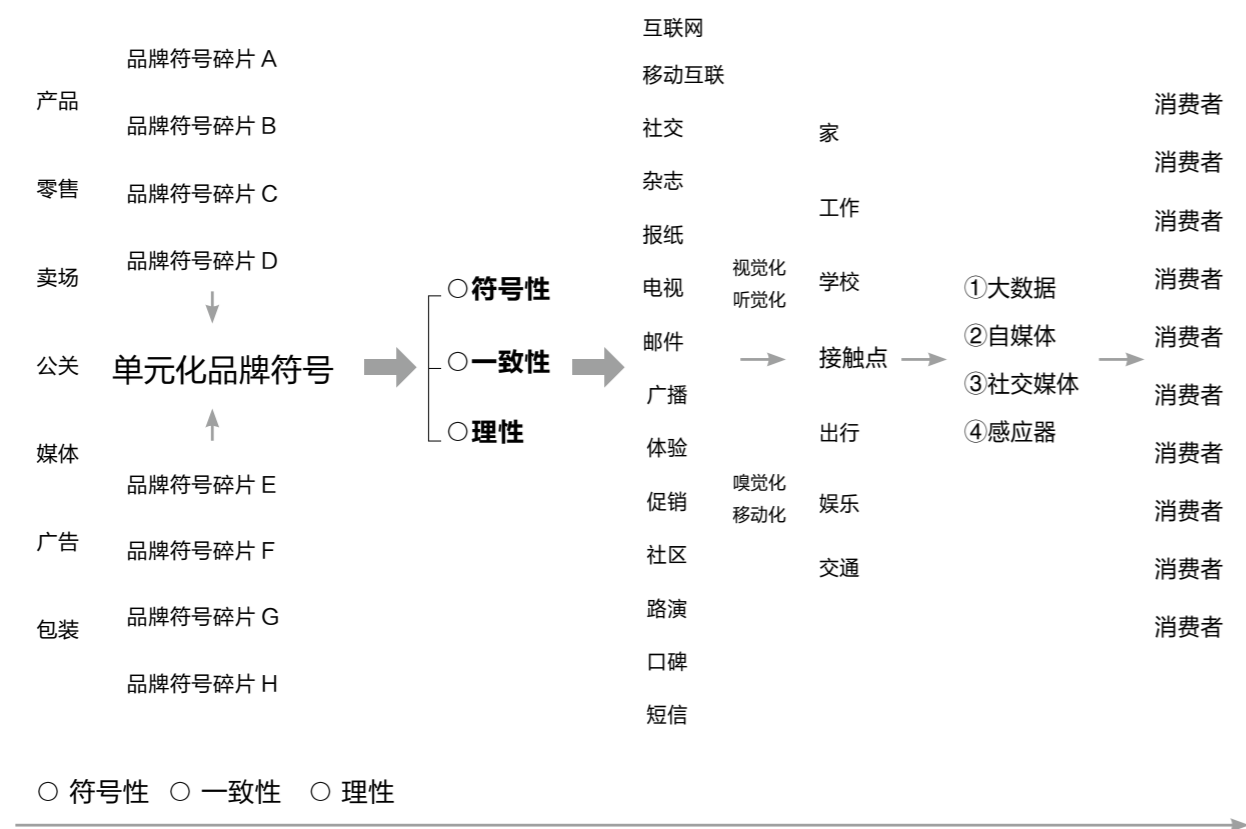 产品
零售
卖场
公关
媒体
广告
包装
品牌符号碎片 A
品牌符号碎片 B
品牌符号碎片 C
品牌符号碎片 D
单元化品牌符号
品牌符号碎片 E
品牌符号碎片 F
品牌符号碎片 G
品牌符号碎片 H
○符号性
○一致性
○理性
互联网
移动互联
社交
杂志
报纸
电视
邮件
广播
体验
促销
社区
路演
口碑
短信
视觉化
听觉化
嗅觉化
移动化
家
工作
学校
接触点
出行
娱乐
交通
①大数据
②自媒体
③社交媒体
④感应器
消费者
消费者
消费者
消费者
消费者
消费者
消费者
消费者
消费者
消费者
○ 符号性 ○ 一致性 ○ 理性